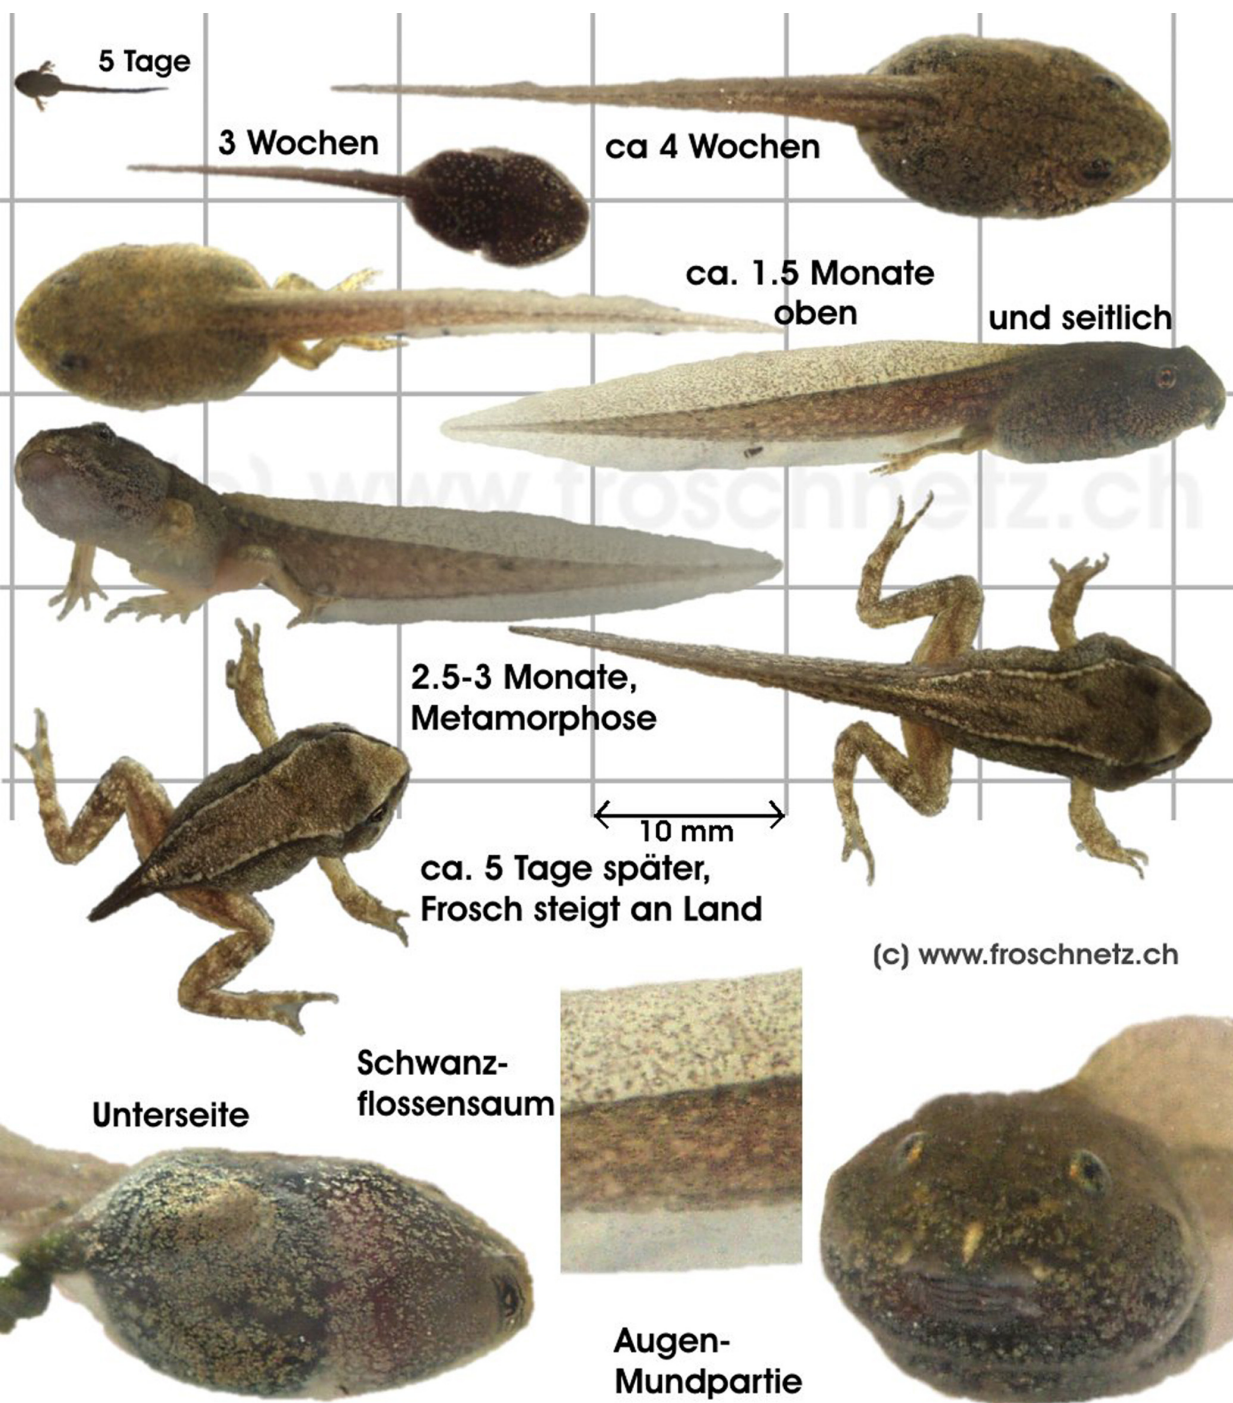 5 Tage
3 Wochen
ca 4 Wochen
ca. 1.5 Monate
oben
und seitlich
(c) www.froschnetz.ch
2.5-3 Monate,
Metamorphose
10 mm
ca. 5 Tage später,
Frosch steigt an Land
(c) www.froschnetz.ch
Schwanz-
flossensaum
Unterseite
Augen-
Mundpartie